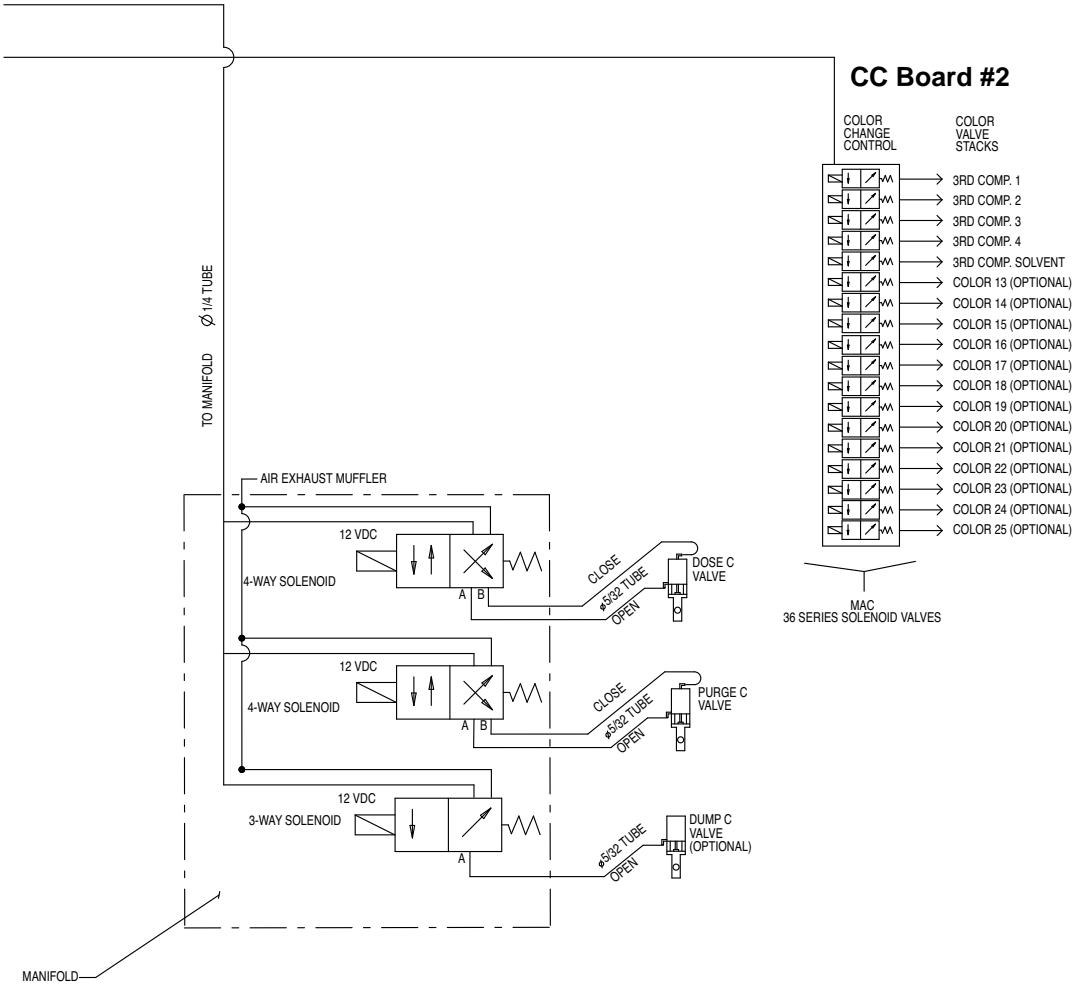 CC Board #2
COLOR
CHANGE
CONTROL
COLOR
VALVE
STACKS
3RD COMP. 1
3RD COMP. 2
3RD COMP. 3
3RD COMP. 4
3RD COMP. SOLVENT
COLOR 13 (OPTIONAL)
COLOR 14 (OPTIONAL)
COLOR 15 (OPTIONAL)
COLOR 16 (OPTIONAL)
COLOR 17 (OPTIONAL)
COLOR 18 (OPTIONAL)
COLOR 19 (OPTIONAL)
COLOR 20 (OPTIONAL)
COLOR 21 (OPTIONAL)
COLOR 22 (OPTIONAL)
COLOR 23 (OPTIONAL)
COLOR 24 (OPTIONAL)
COLOR 25 (OPTIONAL)
MAC
36 SERIES SOLENOID VALVES
TO MANIFOLD Ø 1/4 TUBE
AIR EXHAUST MUFFLER
12 VDC
4-WAY SOLENOID
A B
CLOSE
ø5/32 TUBE
OPEN
DOSE C
VALVE
12 VDC
4-WAY SOLENOID
A B
CLOSE
ø5/32 TUBE
OPEN
PURGE C
VALVE
12 VDC
3-WAY SOLENOID
A
ø5/32 TUBE
OPEN
DUMP C
VALVE
(OPTIONAL)
MANIFOLD